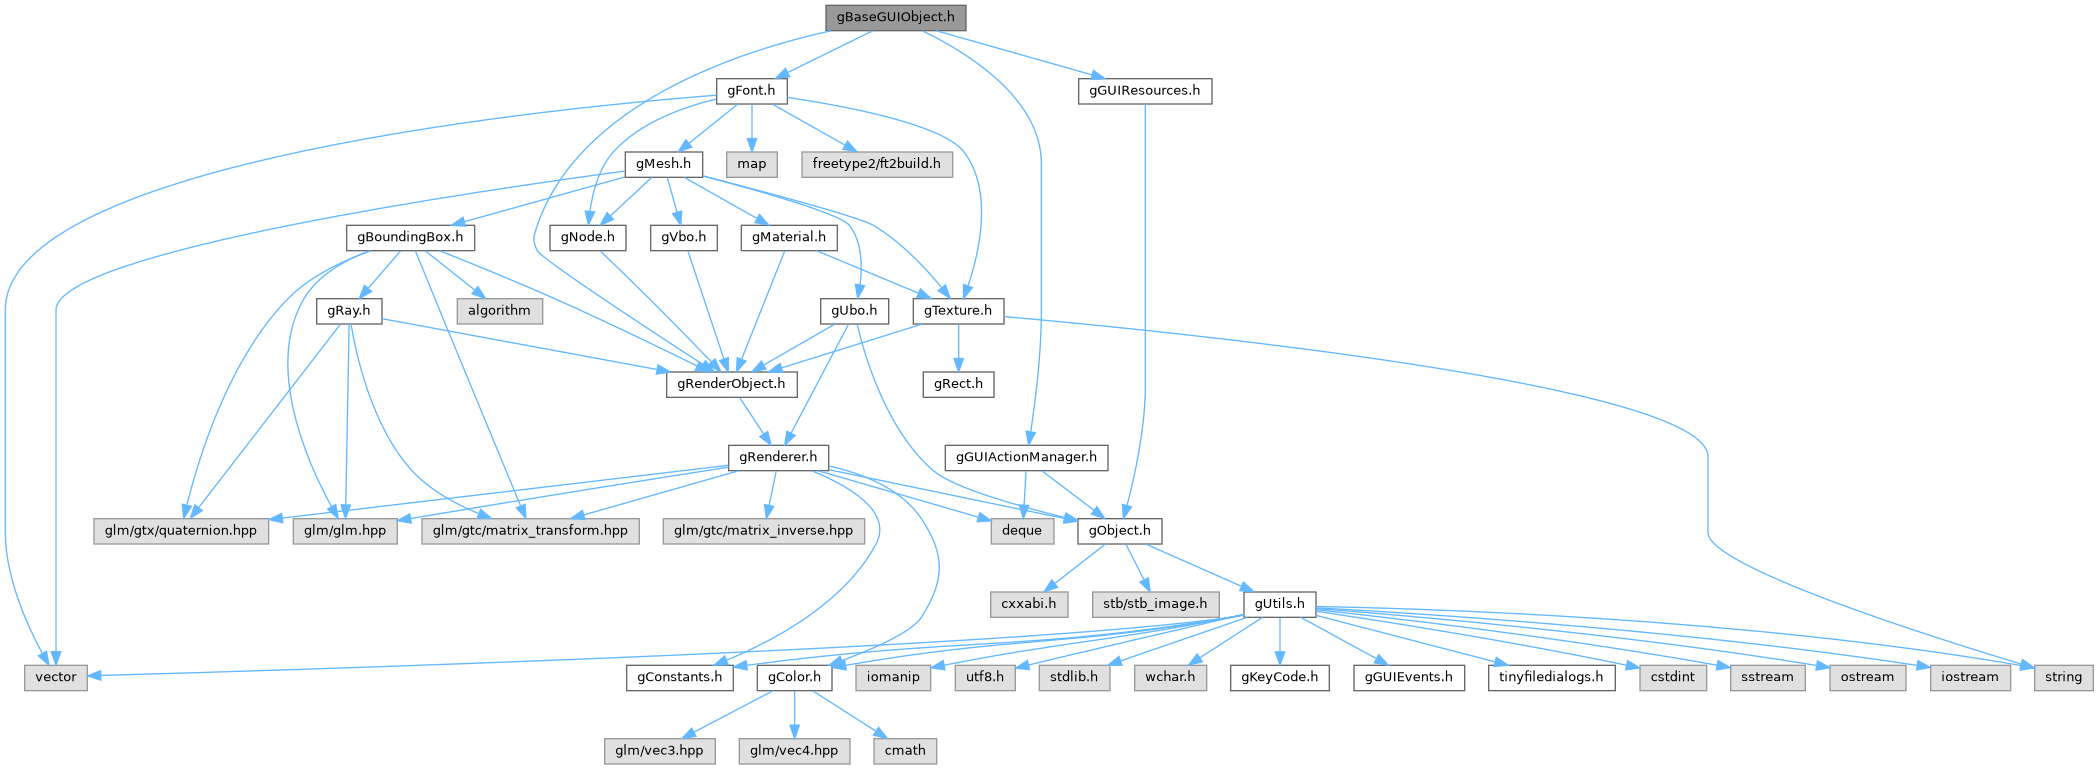 gBaseGUIObject.h
gFont.h
gGUIResources.h
gMesh.h
map
freetype2/ft2build.h
gBoundingBox.h
gNode.h
gVbo.h
gMaterial.h
gRay.h
algorithm
gUbo.h
gTexture.h
gRenderObject.h
gRect.h
gRenderer.h
gGUIActionManager.h
glm/gtx/quaternion.hpp
glm/glm.hpp
glm/gtc/matrix_transform.hpp
glm/gtc/matrix_inverse.hpp
deque
gObject.h
cxxabi.h
stb/stb_image.h
gUtils.h
vector
gConstants.h
gColor.h
iomanip
utf8.h
stdlib.h
wchar.h
gKeyCode.h
gGUIEvents.h
tinyfiledialogs.h
cstdint
sstream
ostream
iostream
string
glm/vec3.hpp
glm/vec4.hpp
cmath